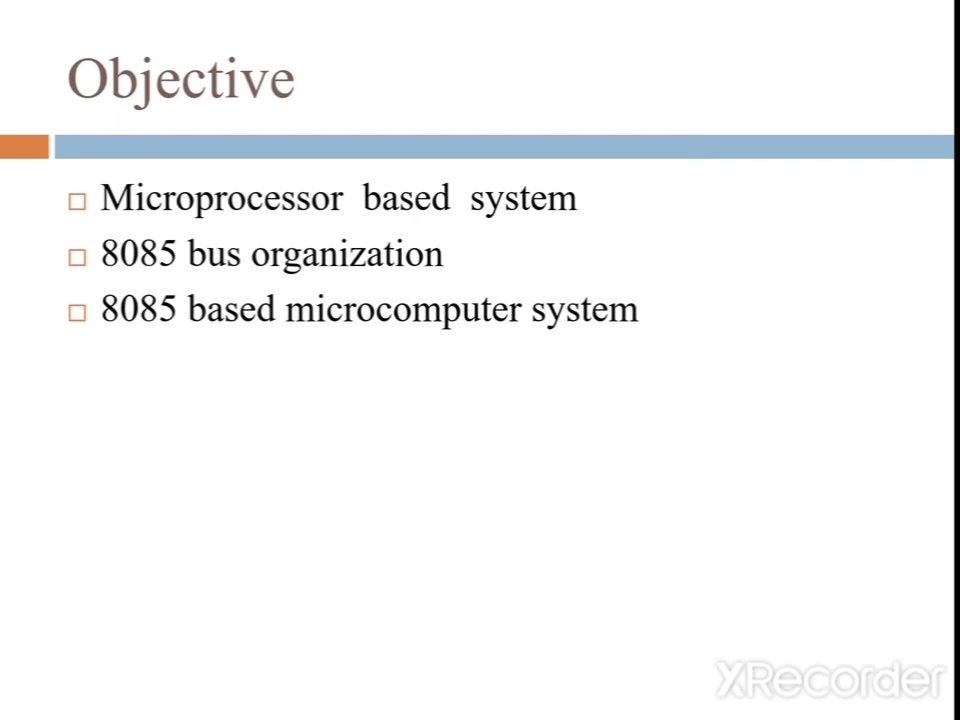 Objective
Microprocessor based system
8085 bus organization
8085 based microcomputer system
XRecorder